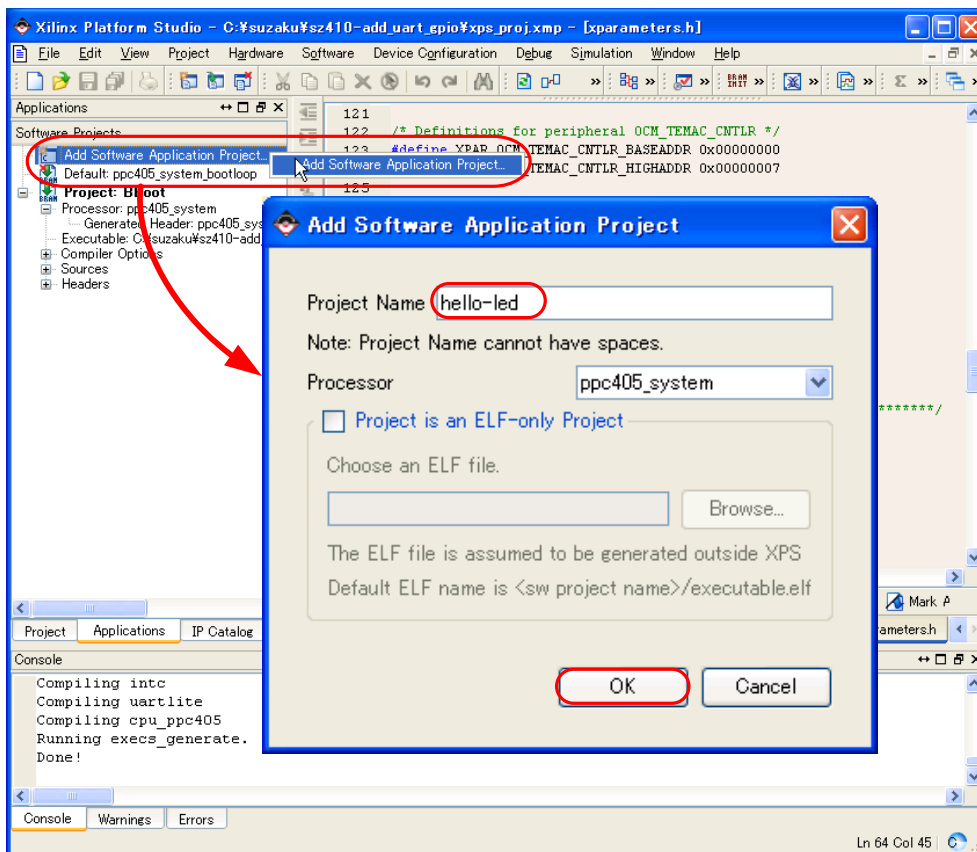 Xilinx Platform Studio - C:¥suzaku¥sz410-add_uart_gpio¥xps_proj.xmp - [xparameters.h]
File Edit View Project Hardware Software Device Configuration Debug Simulation Window Help
Applications
Software Projects
Add Software Application Project...
Default: ppc405_system_bootloop
Project: BBoot
Processor: ppc405_system
Generated Header: ppc405_sys
Executable: C:¥suzaku¥sz410-add_
Compiler Options
Sources
Headers
Add Software Application Project...
121
122 /* Definitions for peripheral OCM_TEMAC_CNTLR */
123 #define XPAR_OCM_TEMAC_CNTLR_BASEADDR 0x00000000
TEMAC_CNTLR_HIGHADDR 0x00000007
125
*******/
Add Software Application Project
Project Name hello-led
Note: Project Name cannot have spaces.
Processor ppc405_system
Project is an ELF-only Project
Choose an ELF file.
Browse...
The ELF file is assumed to be generated outside XPS
Default ELF name is <sw project name>/executable.elf
OK Cancel
Mark A
Project Applications IP Catalog
ameters.h
Console
Compiling intc
Compiling uartlite
Compiling cpu_ppc405
Running execs_generate.
Done!
Console Warnings Errors
Ln 64 Col 45